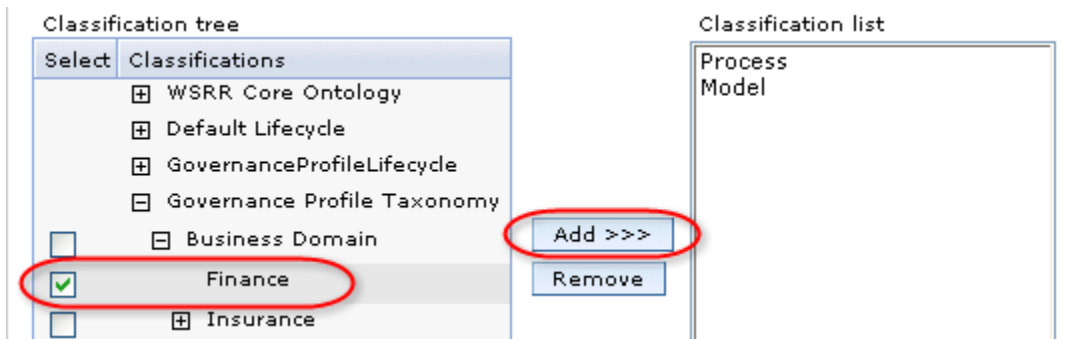 Classification tree
Select Classifications
WSRR Core Ontology
Default Lifecycle
GovernanceProfileLifecycle
Governance Profile Taxonomy
Business Domain
Finance
Insurance
Add >>>
Remove
Classification list
Process
Model